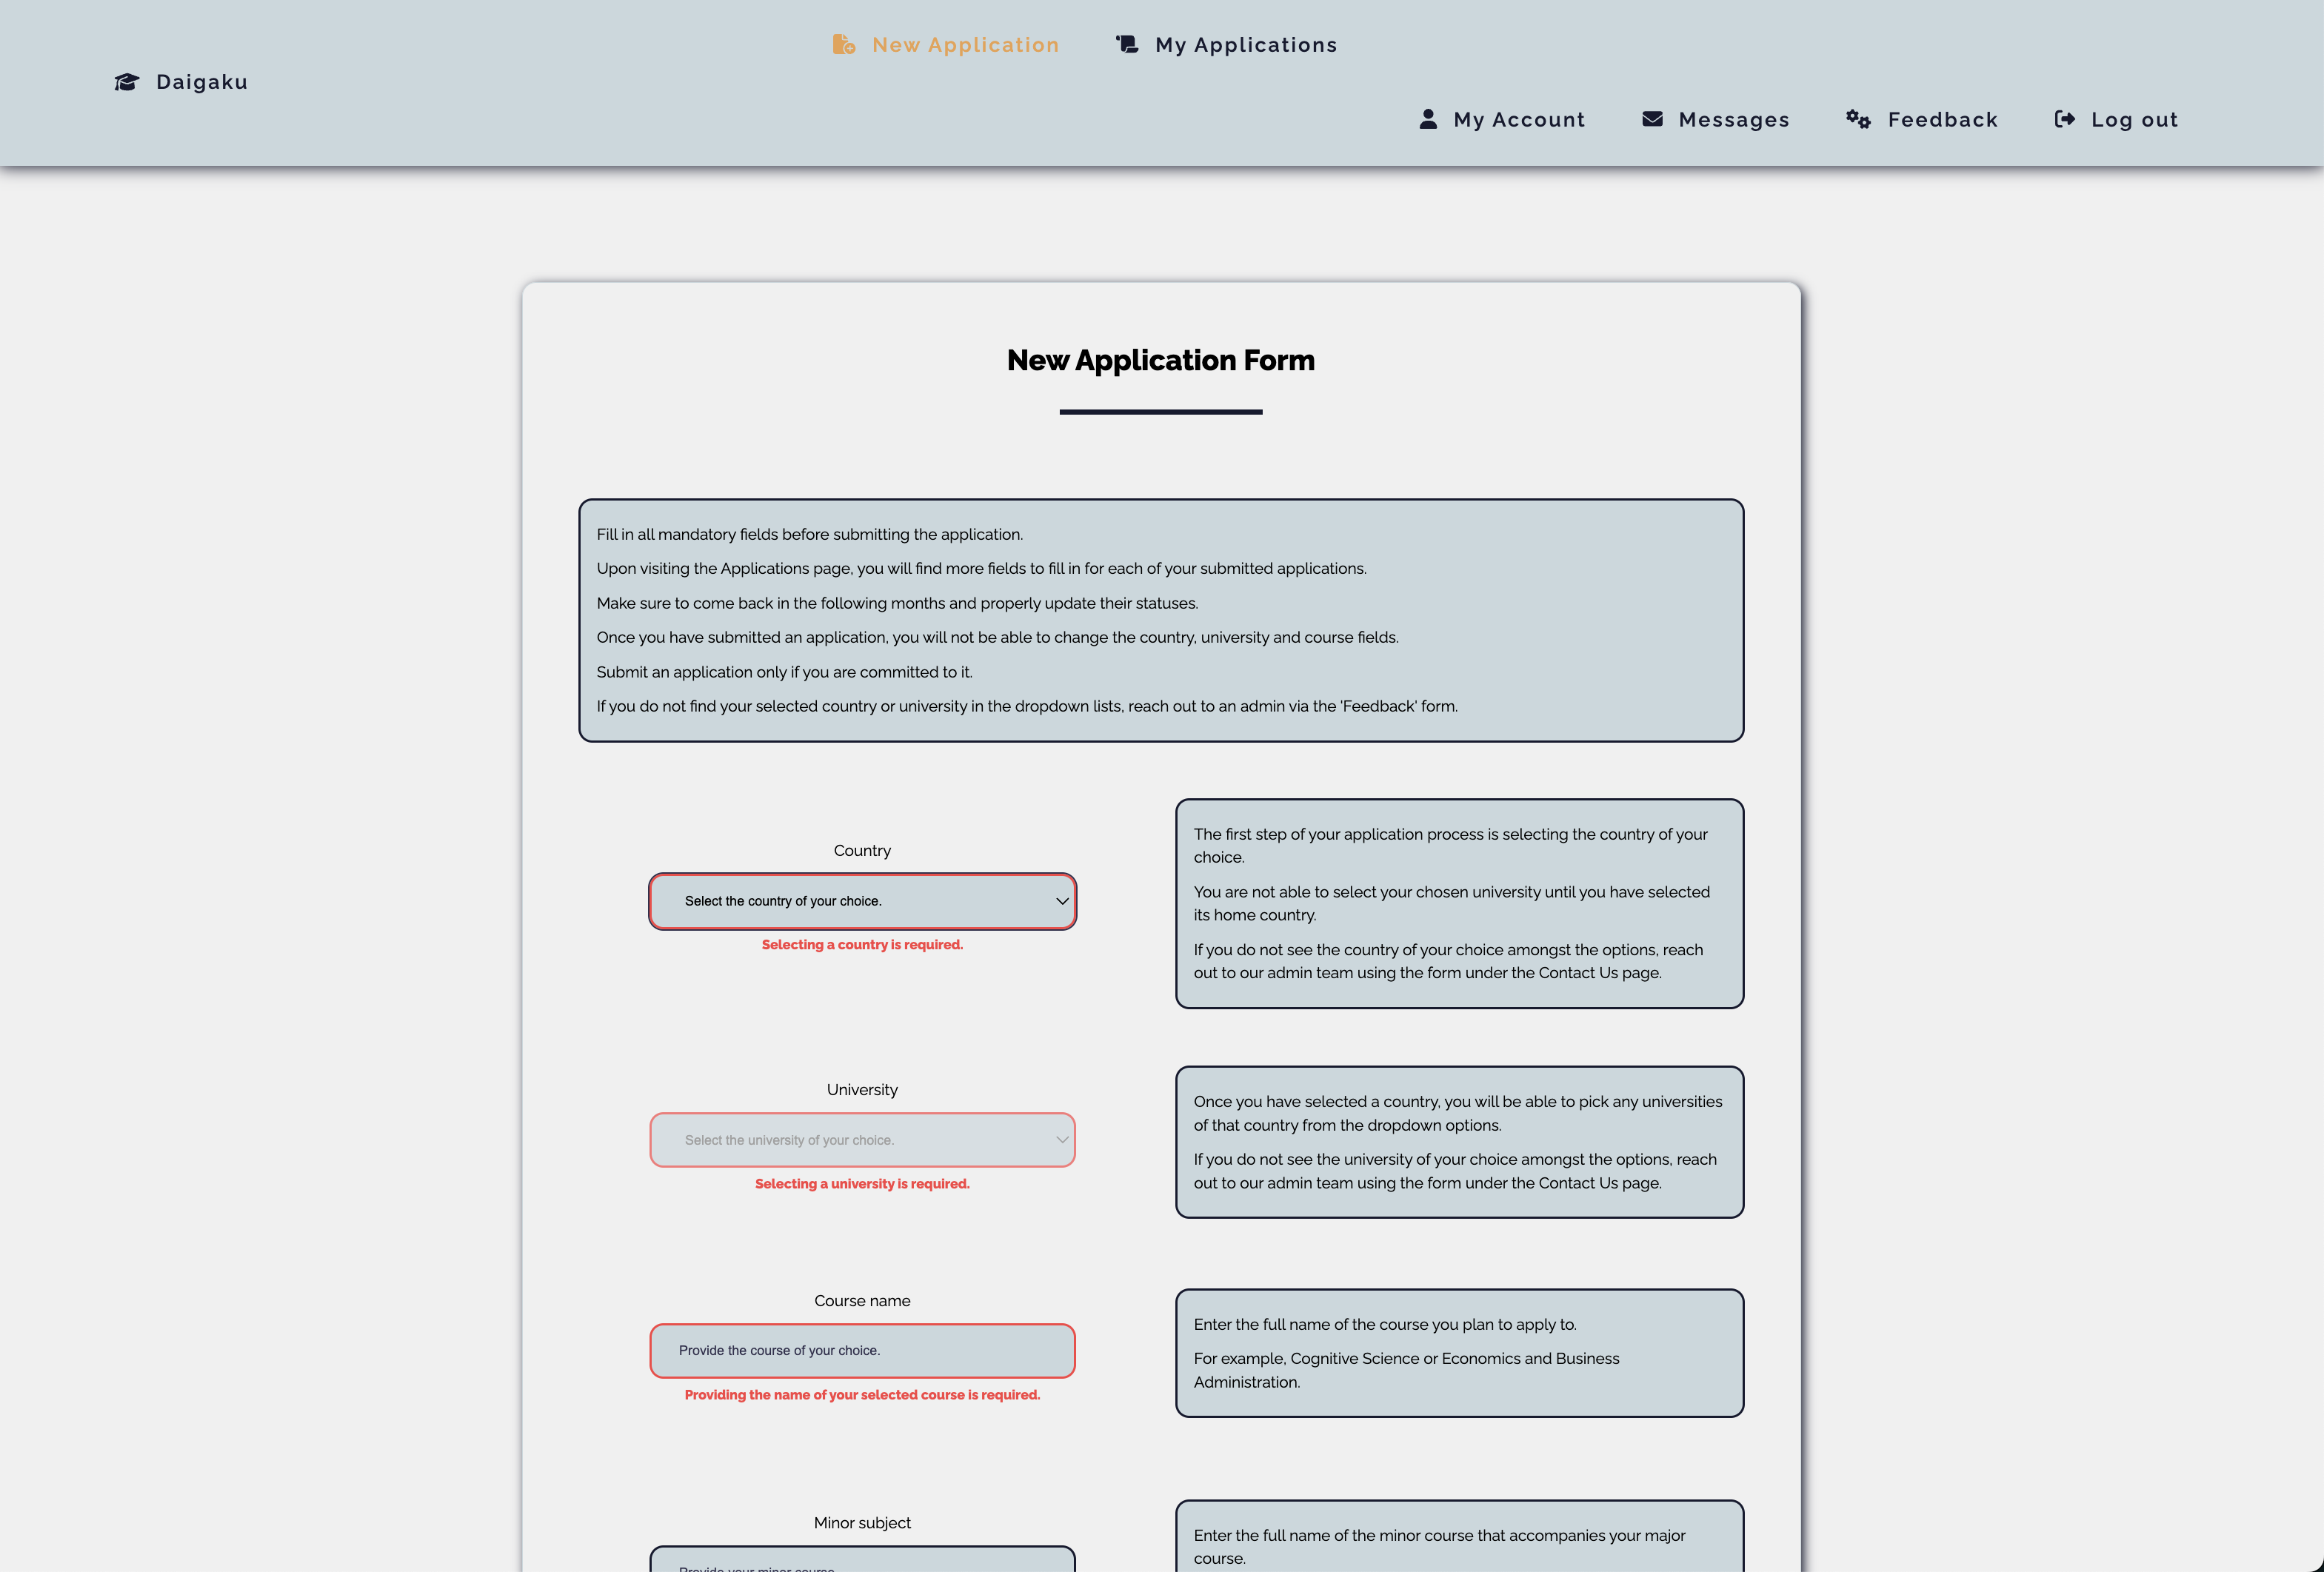 New Application
My Applications
Daigaku
My Account
Messages
Feedback
Log out
New Application Form
Fill in all mandatory fields before submitting the application.
Upon visiting the Applications page, you will find more fields to fill in for each of your submitted applications.
Make sure to come back in the following months and properly update their statuses.
Once you have submitted an application, you will not be able to change the country, university and course fields.
Submit an application only if you are committed to it.
If you do not find your selected country or university in the dropdown lists, reach out to an admin via the 'Feedback' form.
Country
Select the country of your choice.
Selecting a country is required.
The first step of your application process is selecting the country of your
choice.
You are not able to select your chosen university until you have selected
its home country.
If you do not see the country of your choice amongst the options, reach
out to our admin team using the form under the Contact Us page.
University
Select the university of your choice.
Selecting a university is required.
Once you have selected a country, you will be able to pick any universities
of that country from the dropdown options.
If you do not see the university of your choice amongst the options, reach
out to our admin team using the form under the Contact Us page.
Course name
Provide the course of your choice.
Providing the name of your selected course is required.
Enter the full name of the course you plan to apply to.
For example, Cognitive Science or Economics and Business
Administration.
Minor subject
Provide your minor course.
Enter the full name of the minor course that accompanies your major
course.